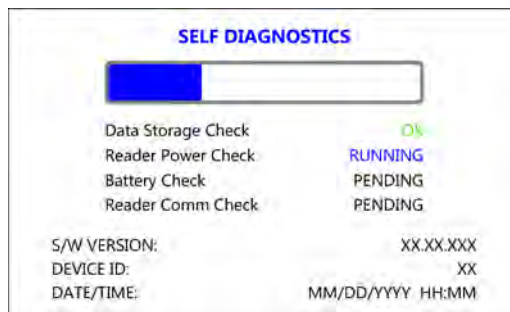 SELF DIAGNOSTICS
Data Storage Check OK
Reader Power Check RUNNING
Battery Check PENDING
Reader Comm Check PENDING
S/W VERSION: XX.XX.XXX
DEVICE ID: XX
DATE/TIME: MM/DD/YYYY HH:MM